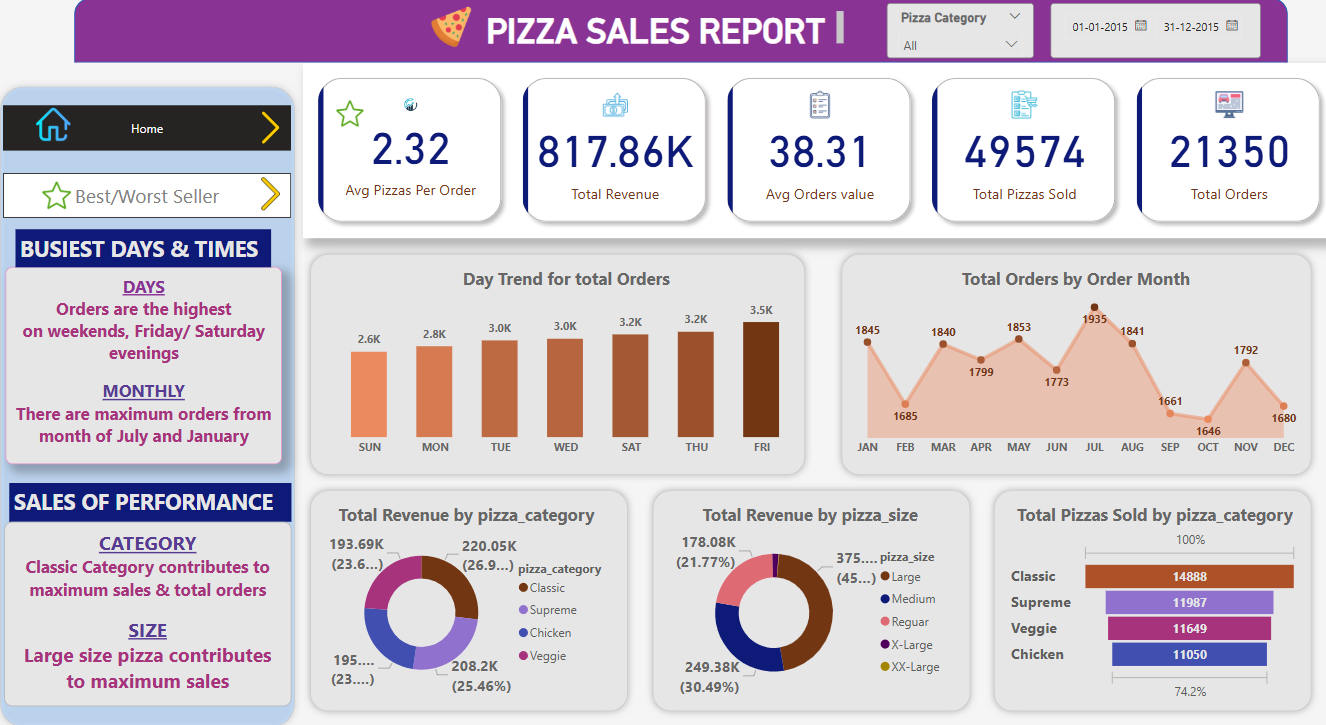 PIZZA SALES REPORT
Pizza Category
All
01-01-2015
31-12-2015
Home
Best/Worst Seller
BUSIEST DAYS & TIMES
DAYS
Orders are the highest
on weekends, Friday/ Saturday
evenings
MONTHLY
There are maximum orders from
month of July and January
SALES OF PERFORMANCE
CATEGORY
Classic Category contributes to
maximum sales & total orders
SIZE
Large size pizza contributes
to maximum sales
2.32
Avg Pizzas Per Order
817.86K
Total Revenue
38.31
Avg Orders value
49574
Total Pizzas Sold
21350
Total Orders
Day Trend for total Orders
2.6K
2.8K
3.0K
3.0K
3.2K
3.2K
3.5K
SUN
MON
TUE
WED
SAT
THU
FRI
Total Orders by Order Month
1845
1685
1840
1799
1853
1773
1935
1841
1661
1646
1792
1680
JAN
FEB
MAR
APR
MAY
JUN
JUL
AUG
SEP
OCT
NOV
DEC
Total Revenue by pizza_category
193.69K
(23.6...)
220.05K
(26.9...)
195....
(23....)
208.2K
(25.46%)
pizza_category
Classic
Supreme
Chicken
Veggie
Total Revenue by pizza_size
178.08K
(21.77%)
375....
(45...)
249.38K
(30.49%)
pizza_size
Large
Medium
Reguar
X-Large
XX-Large
Total Pizzas Sold by pizza_category
100%
Classic
14888
Supreme
11987
Veggie
11649
Chicken
11050
74.2%